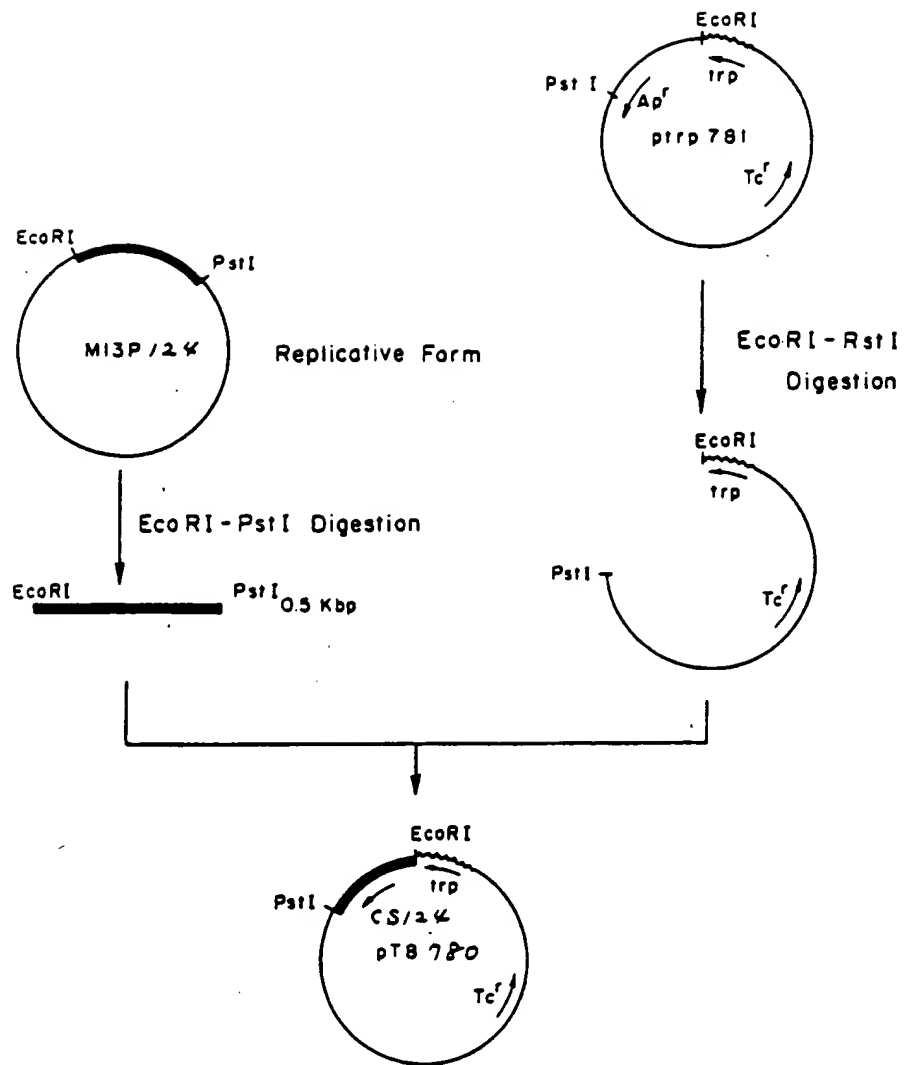 EcoRI
trp
Pst I
Apr
ptrp 781
Tcr
EcoRI
PstI
M13P/24
Replicative Form
EcoRI-RstI
Digestion
EcoRI-PstI Digestion
EcoRI
PstI 0.5 Kbp
EcoRI
trp
PstI
Tcr
EcoRI
trp
PstI
CS/24
pT8 780
Tcr